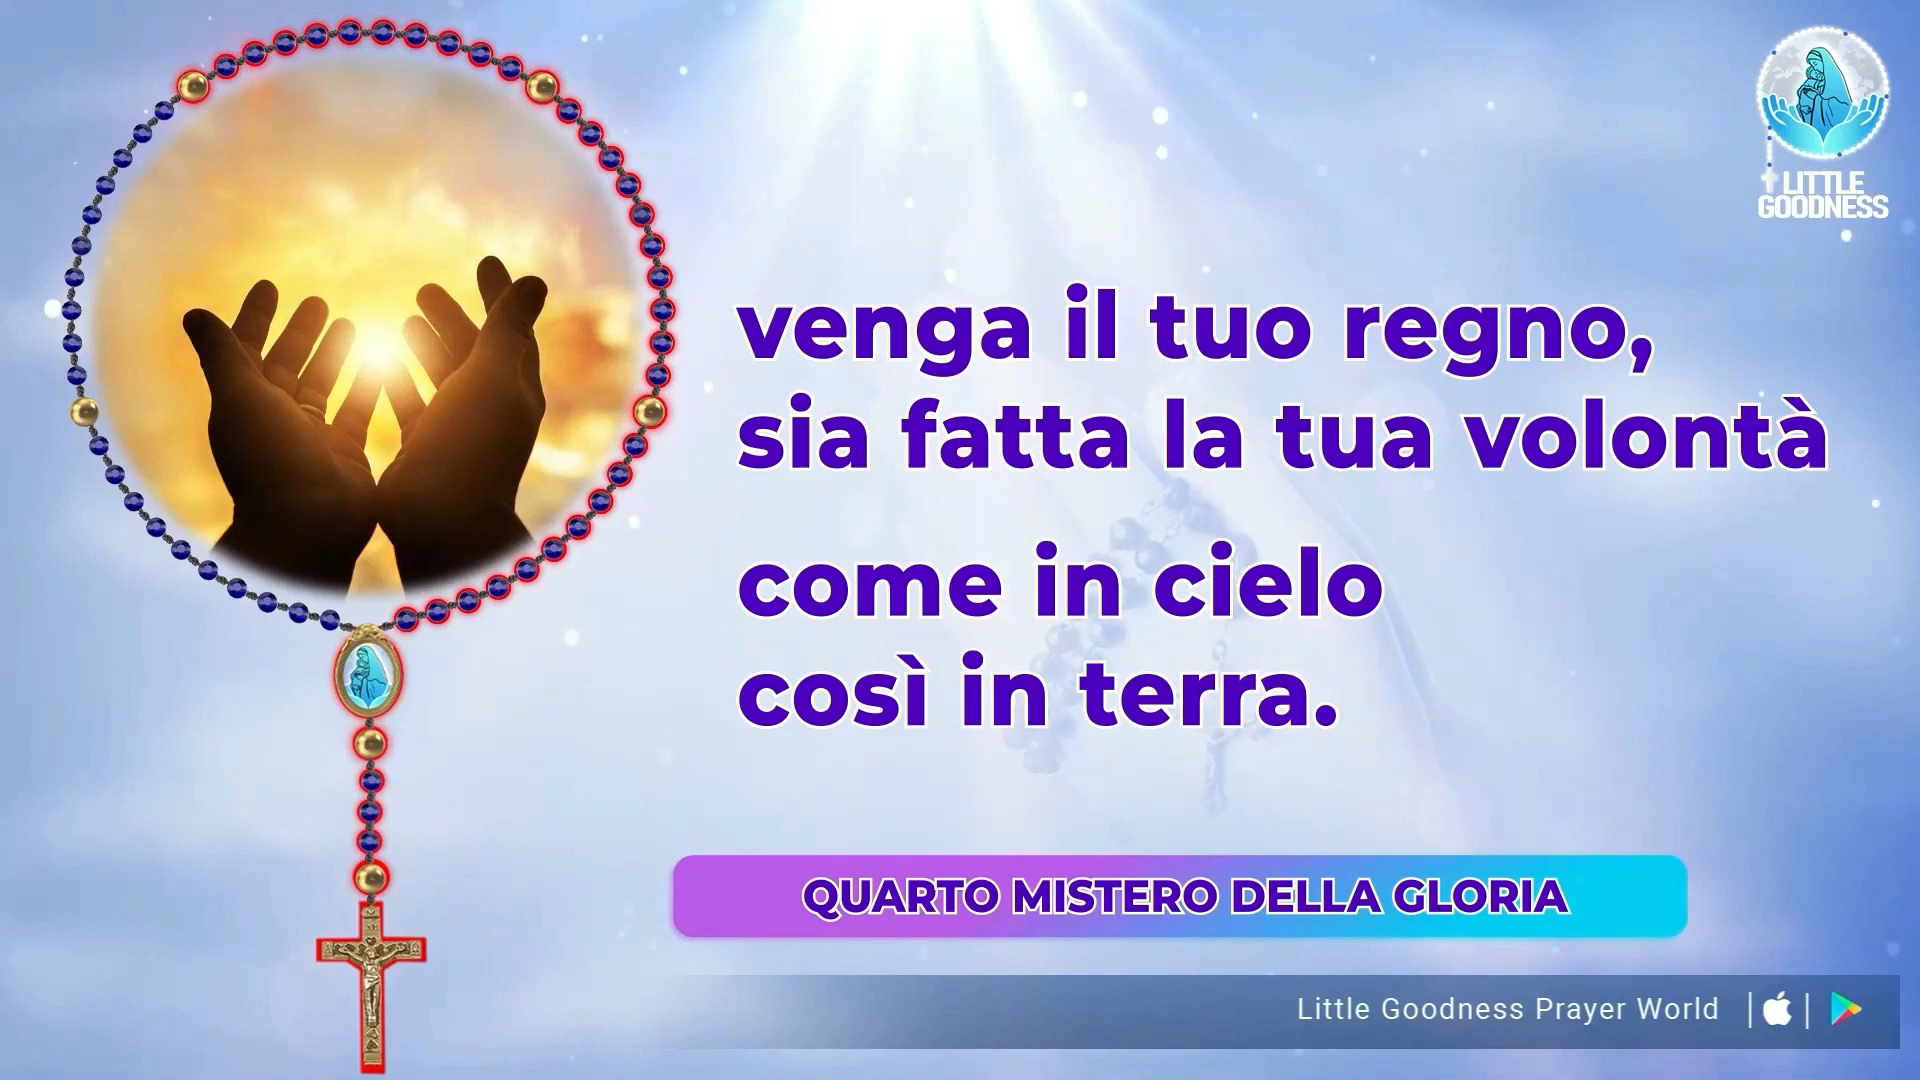 LITTLE
GOODNESS
venga il tuo regno,
sia fatta la tua volontà
come in cielo
così in terra.
QUARTO MISTERO DELLA GLORIA
Little Goodness Prayer World